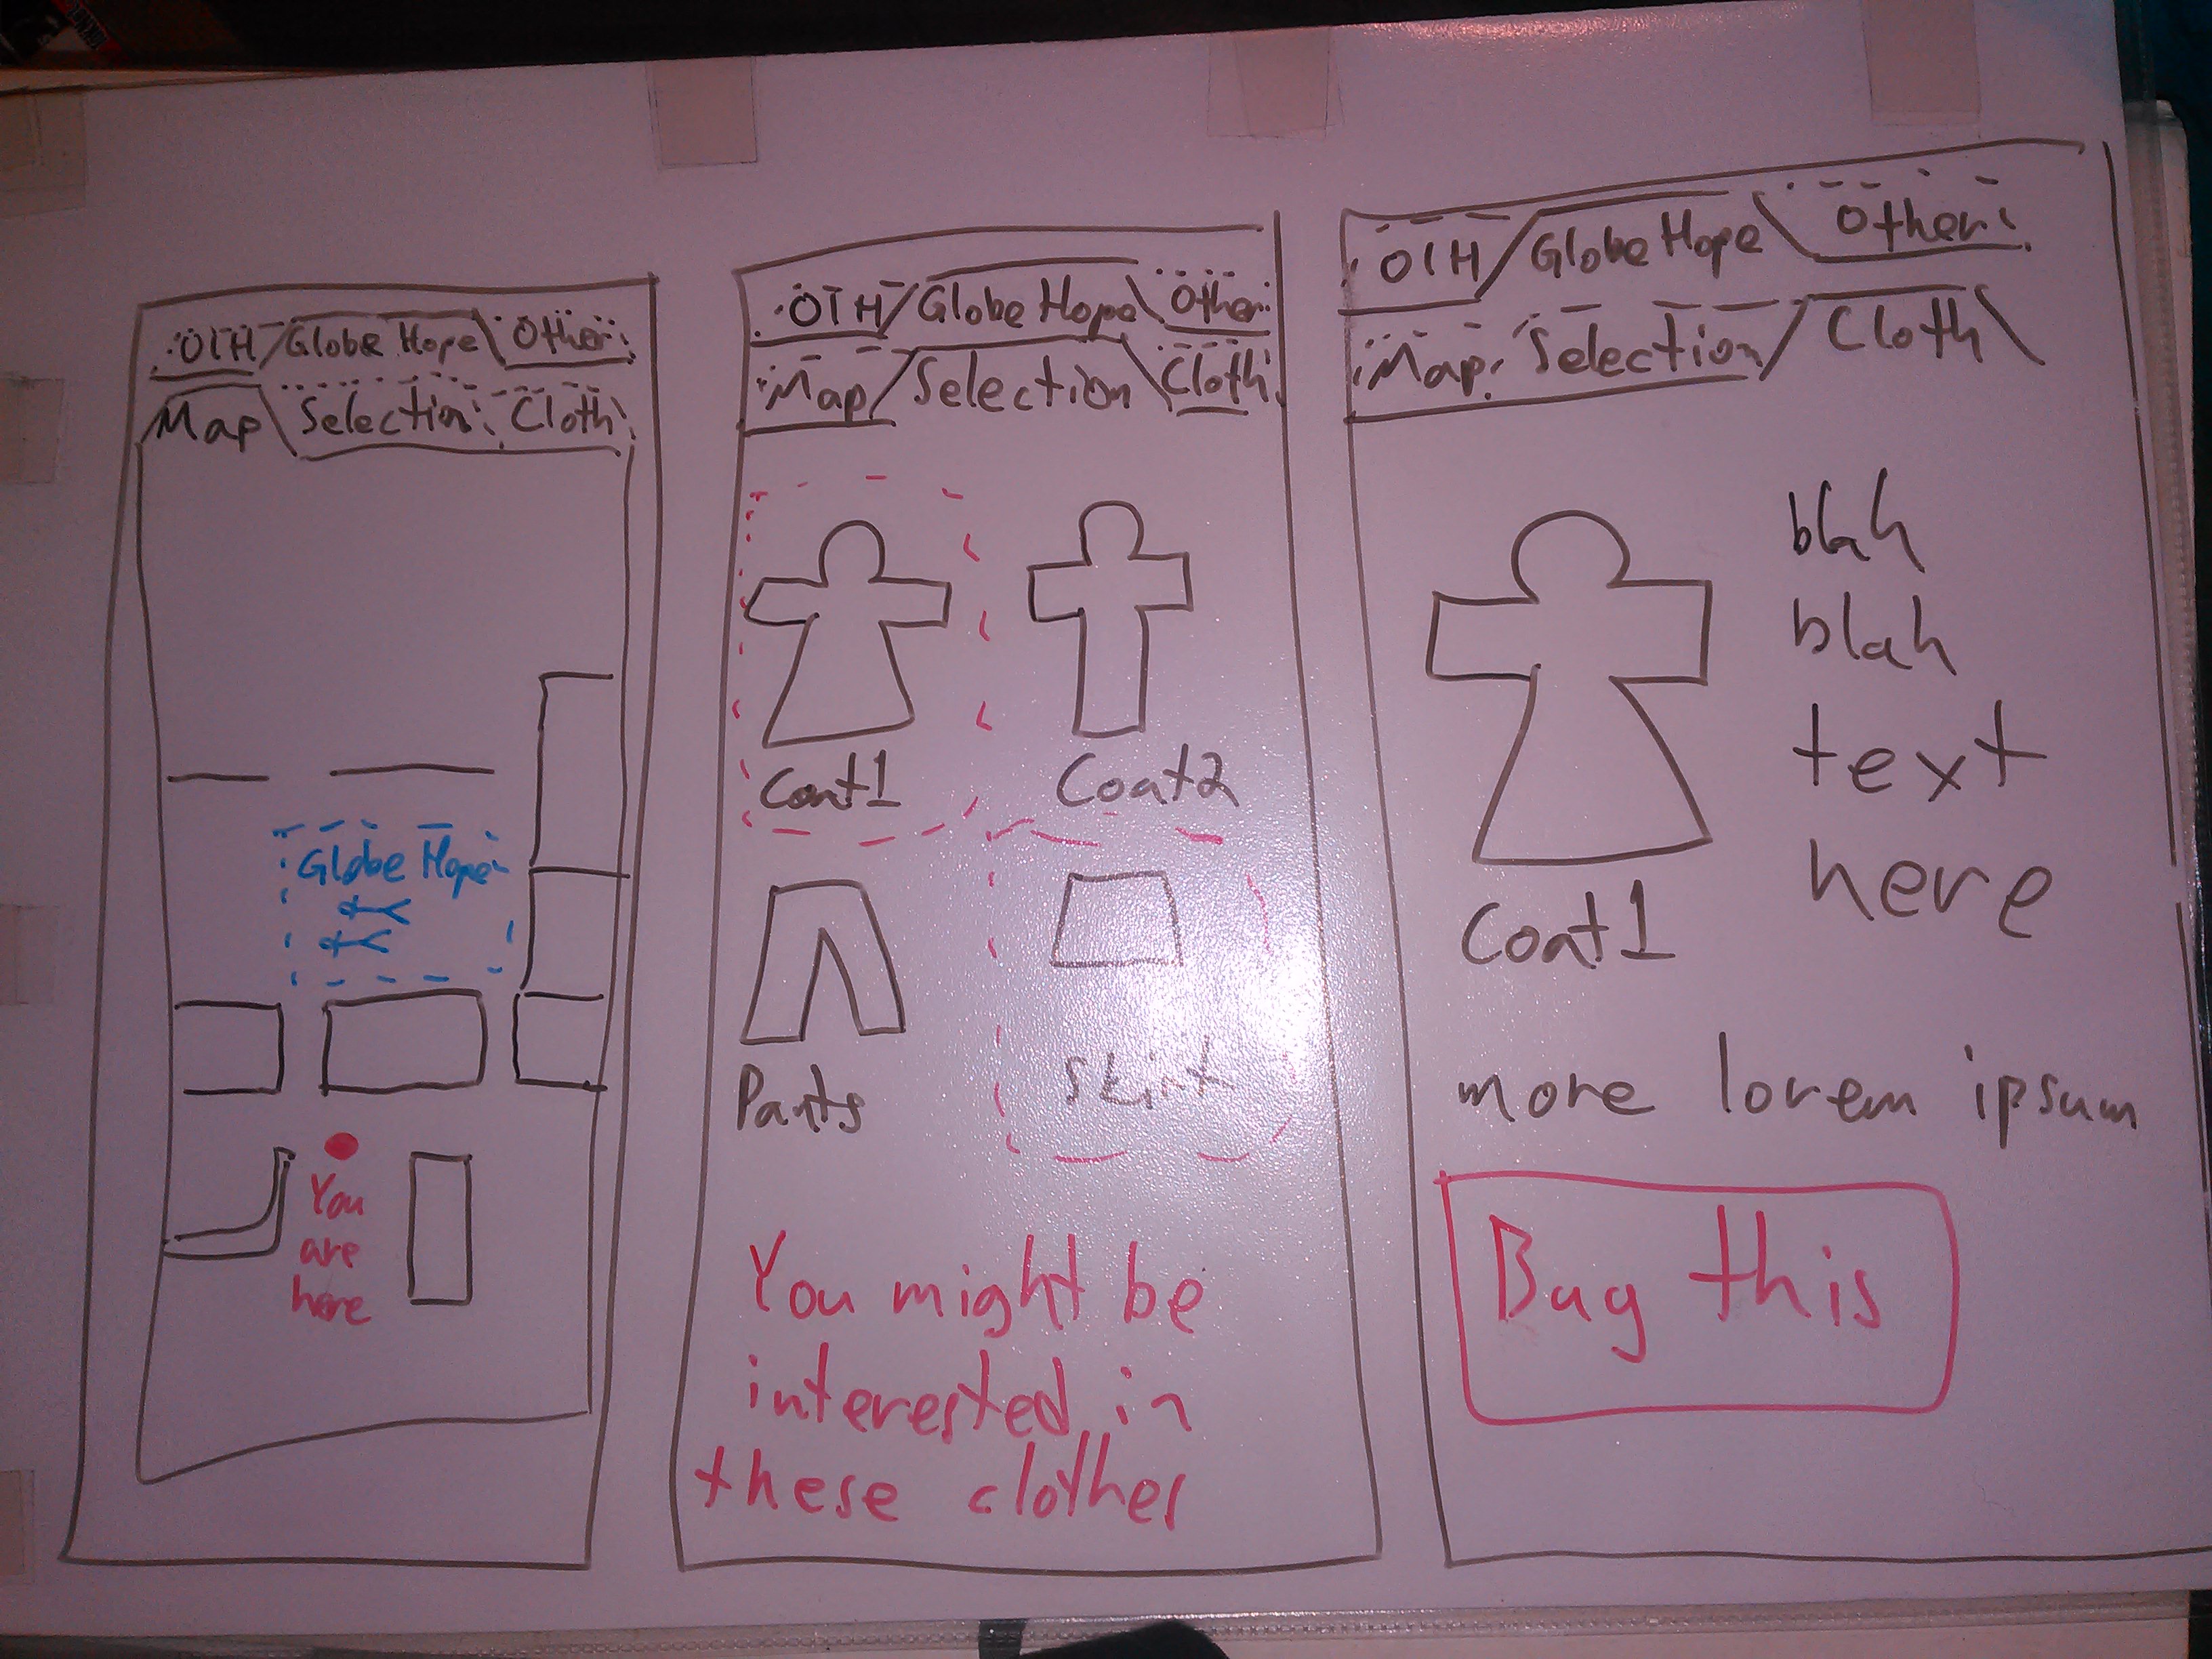 OIH Globe Hope Other
Map Selection Cloth
Globe Hope
You
are
here
OIH Globe Hope Other
Map Selection Cloth
Coat1
Coat2
Pants
Skirt
You might be
interested in
these clothes
OIH Globe Hope Other
Map Selection Cloth
blah
blah
text
here
Coat1
more lorem ipsum
Buy this